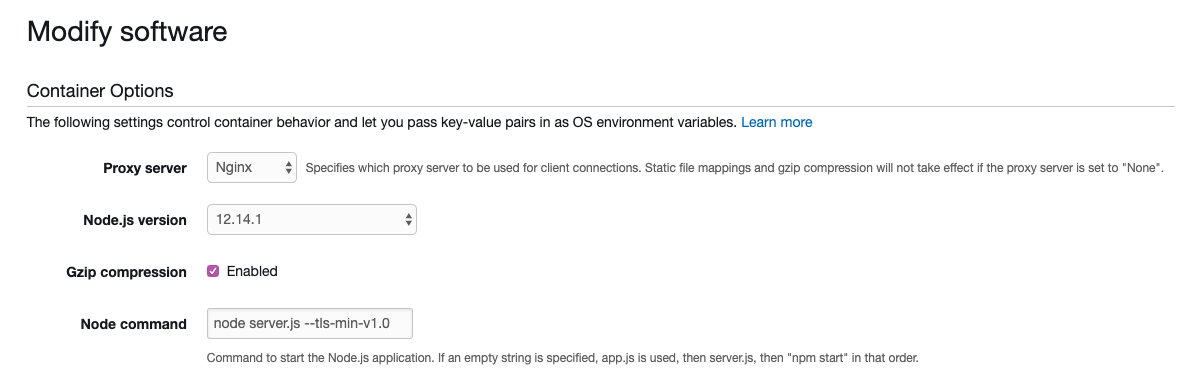 Modify software
Container Options
The following settings control container behavior and let you pass key-value pairs in as OS environment variables. Learn more
Proxy server Nginx Specifies which proxy server to be used for client connections. Static file mappings and gzip compression will not take effect if the proxy server is set to "None".
Node.js version 12.14.1
Gzip compression Enabled
Node command node server.js --tls-min-v1.0
Command to start the Node.js application. If an empty string is specified, app.js is used, then server.js, then "npm start" in that order.